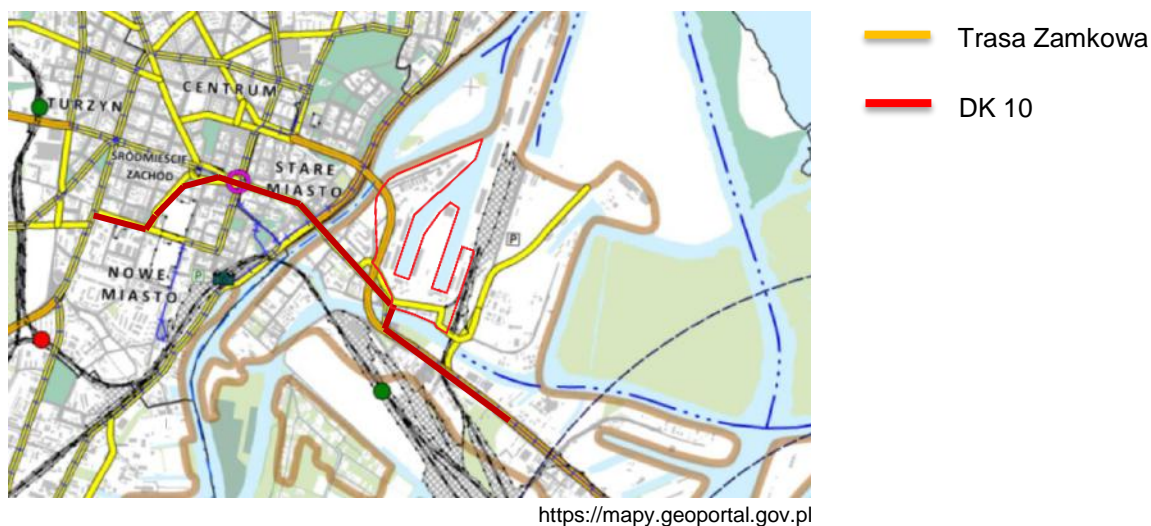 CENTRUM
TURZYN
ŚRÓDMIEŚCIE
ZACHÓD
STARE
MIASTO
NOWE
MIASTO
P
P
Trasa Zamkowa
DK 10
https://mapy.geoportal.gov.pl